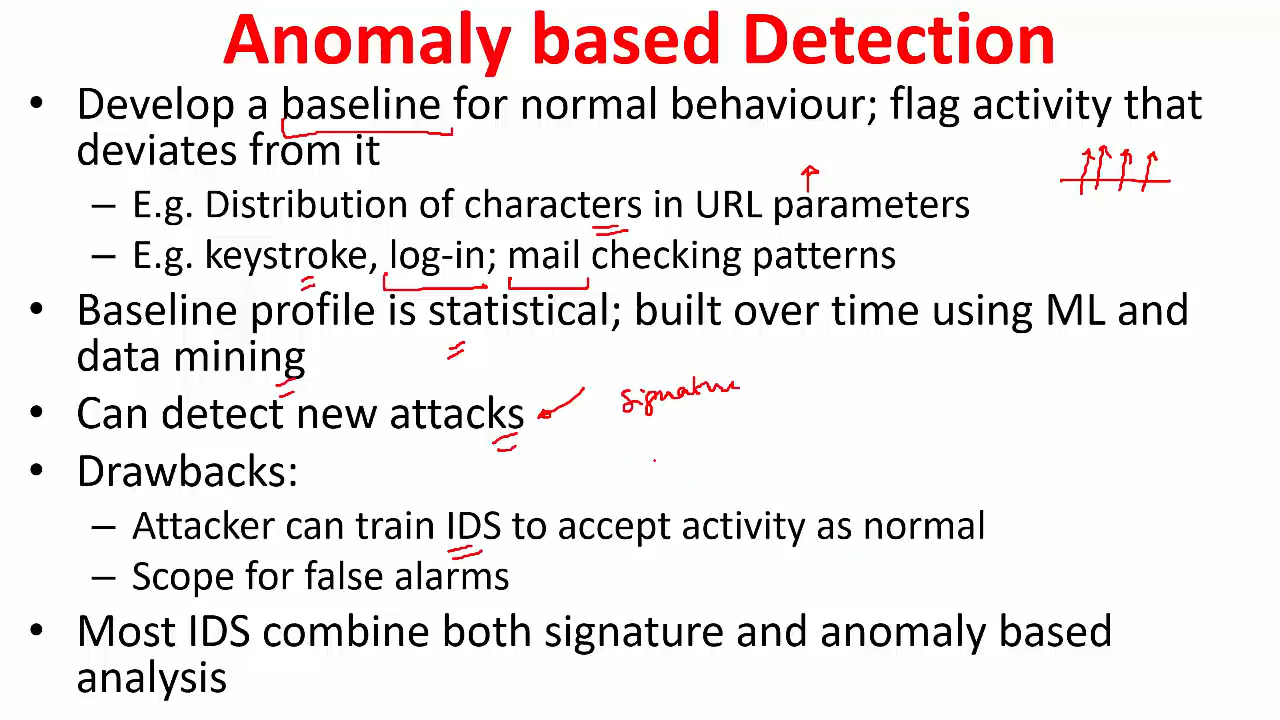 Anomaly based Detection
• Develop a baseline for normal behaviour; flag activity that
deviates from it
– E.g. Distribution of characters in URL parameters
– E.g. keystroke, log-in; mail checking patterns
• Baseline profile is statistical; built over time using ML and
data mining
signature
• Can detect new attacks
• Drawbacks:
– Attacker can train IDS to accept activity as normal
– Scope for false alarms
• Most IDS combine both signature and anomaly based
analysis